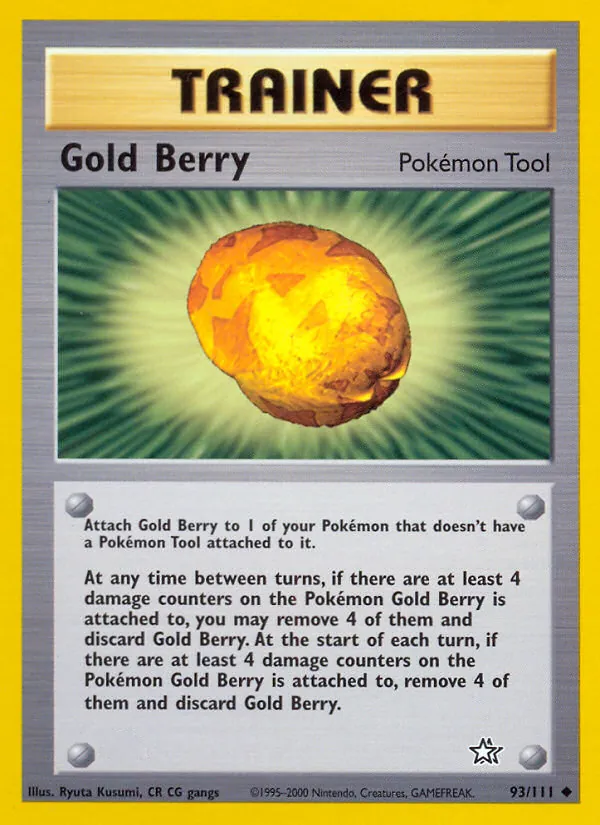 TRAINER
Gold Berry
Pokémon Tool
Attach Gold Berry to 1 of your Pokémon that doesn't have
a Pokémon Tool attached to it.
At any time between turns, if there are at least 4
damage counters on the Pokémon Gold Berry is
attached to, you may remove 4 of them and
discard Gold Berry. At the start of each turn, if
there are at least 4 damage counters on the
Pokémon Gold Berry is attached to, remove 4 of
them and discard Gold Berry.
Illus. Ryuta Kusumi, CR CG gangs
©1995-2000 Nintendo, Creatures, GAMEFREAK.
93/111